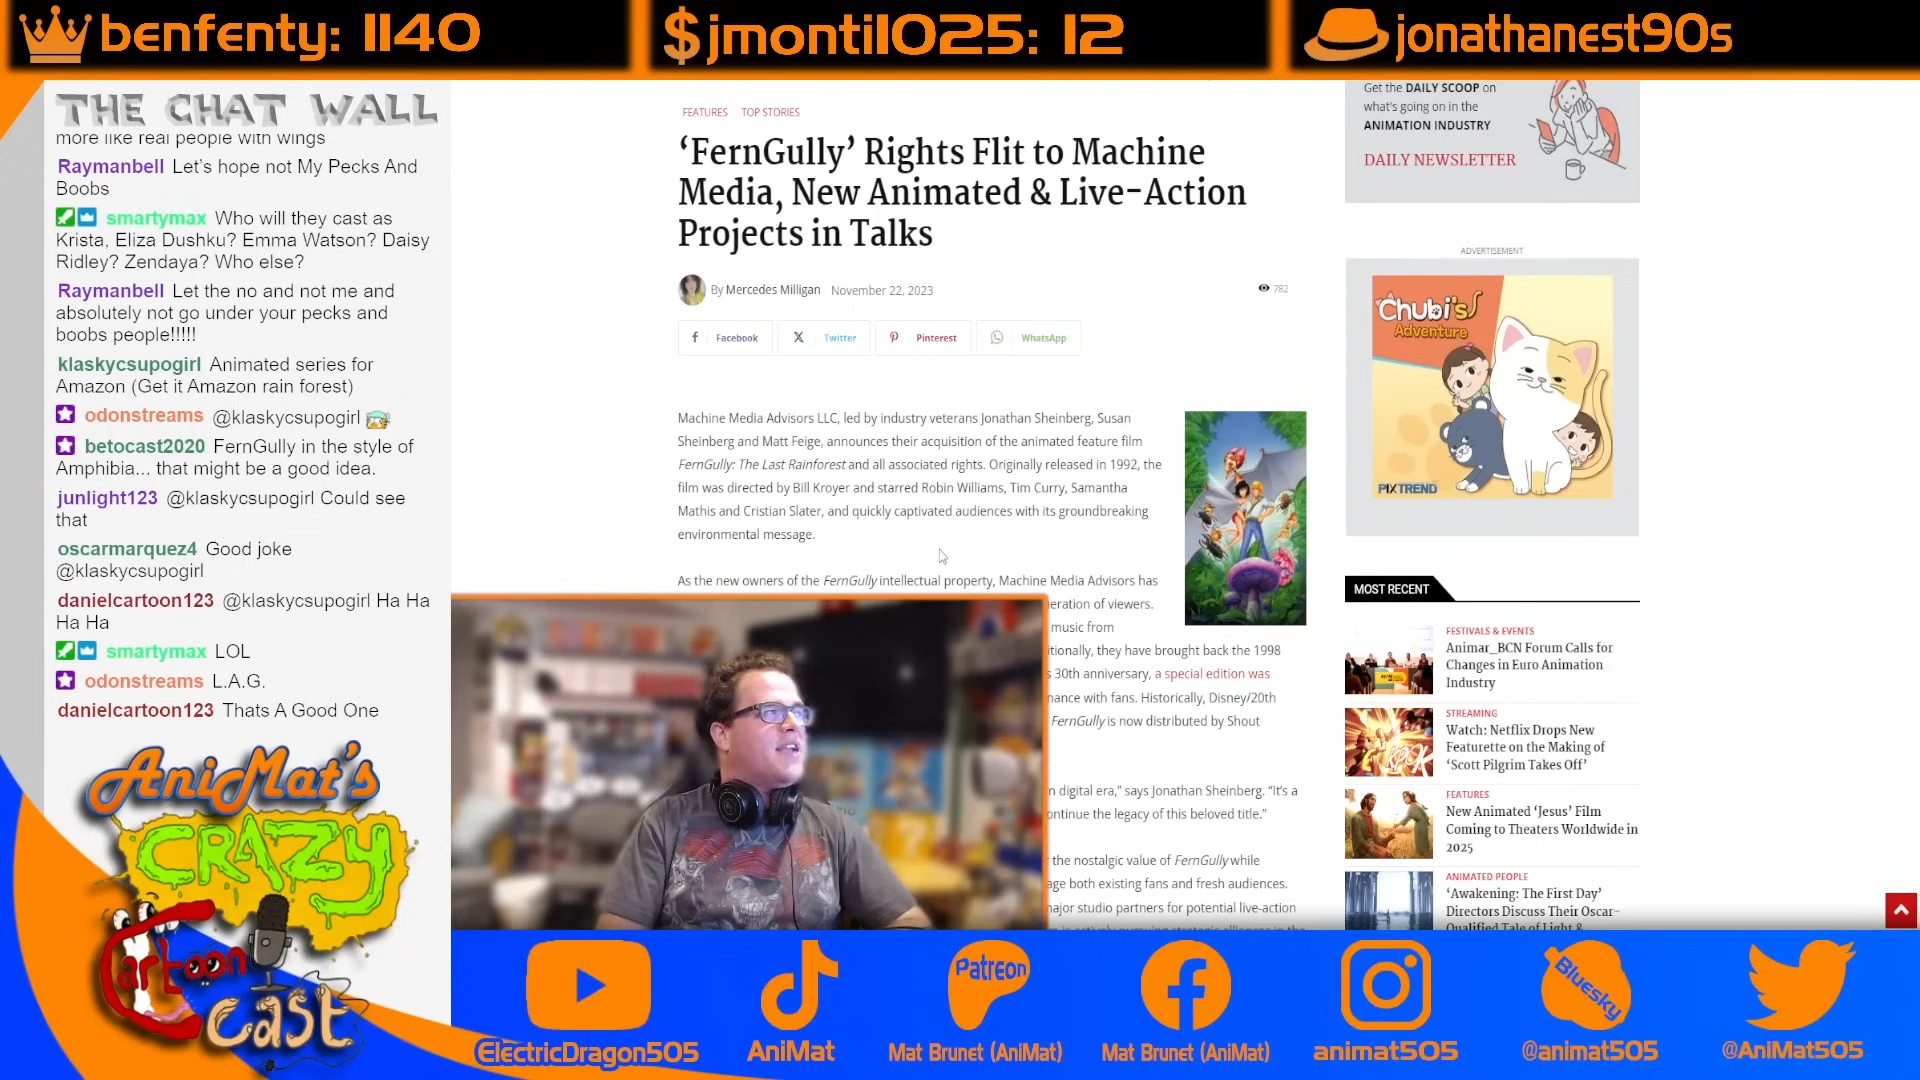 benfenty: 1140
$jmonti1025: 12
jonathanest90s
THE CHAT WALL
more like real people with wings
Raymanbell Let's hope not My Pecks And
Boobs
smartymax Who will they cast as
Krista, Eliza Dushku? Emma Watson? Daisy
Ridley? Zendaya? Who else?
Raymanbell Let the no and not me and
absolutely not go under your pecks and
boobs people!!!!!
klaskycsupogirl Animated series for
Amazon (Get it Amazon rain forest)
odonstreams @klaskycsupogirl
betocast2020 FernGully in the style of
Amphibia... that might be a good idea.
junlight123 @klaskycsupogirl Could see
that
oscarmarquez4 Good joke
@klaskycsupogirl
danielcartoon123 @klaskycsupogirl Ha Ha
Ha Ha
smartymax LOL
odonstreams L.A.G.
danielcartoon123 Thats A Good One
AniMat's
CRAZY
Cartoon
Cast
FEATURES TOP STORIES
‘FernGully’ Rights Flit to Machine
Media, New Animated & Live-Action
Projects in Talks
By Mercedes Milligan November 22, 2023
782
Facebook Twitter Pinterest WhatsApp
Machine Media Advisors LLC, led by industry veterans Jonathan Sheinberg, Susan
Sheinberg and Matt Feige, announces their acquisition of the animated feature film
FernGully: The Last Rainforest and all associated rights. Originally released in 1992, the
film was directed by Bill Kroyer and starred Robin Williams, Tim Curry, Samantha
Mathis and Cristian Slater, and quickly captivated audiences with its groundbreaking
environmental message.
As the new owners of the FernGully intellectual property, Machine Media Advisors has
eration of viewers.
music from
itionally, they have brought back the 1998
s 30th anniversary, a special edition was
nance with fans. Historically, Disney/20th
FernGully is now distributed by Shout
n digital era,” says Jonathan Sheinberg. “It’s a
ontinue the legacy of this beloved title.”
the nostalgic value of FernGully while
age both existing fans and fresh audiences.
major studio partners for potential live-action
Get the DAILY SCOOP on
what's going on in the
ANIMATION INDUSTRY
DAILY NEWSLETTER
ADVERTISEMENT
Chubi's
Adventure
PIXTREND
MOST RECENT
FESTIVALS & EVENTS
Animar_BCN Forum Calls for
Changes in Euro Animation
Industry
STREAMING
Watch: Netflix Drops New
Featurette on the Making of
‘Scott Pilgrim Takes Off’
FEATURES
New Animated ‘Jesus’ Film
Coming to Theaters Worldwide in
2025
ANIMATED PEOPLE
‘Awakening: The First Day’
Directors Discuss Their Oscar-
Qualified Tale of Light &
Patreon
Bluesky
ElectricDragon505
AniMat
Mat Brunet (AniMat)
Mat Brunet (AniMat)
animat505
@animat505
@AniMat505